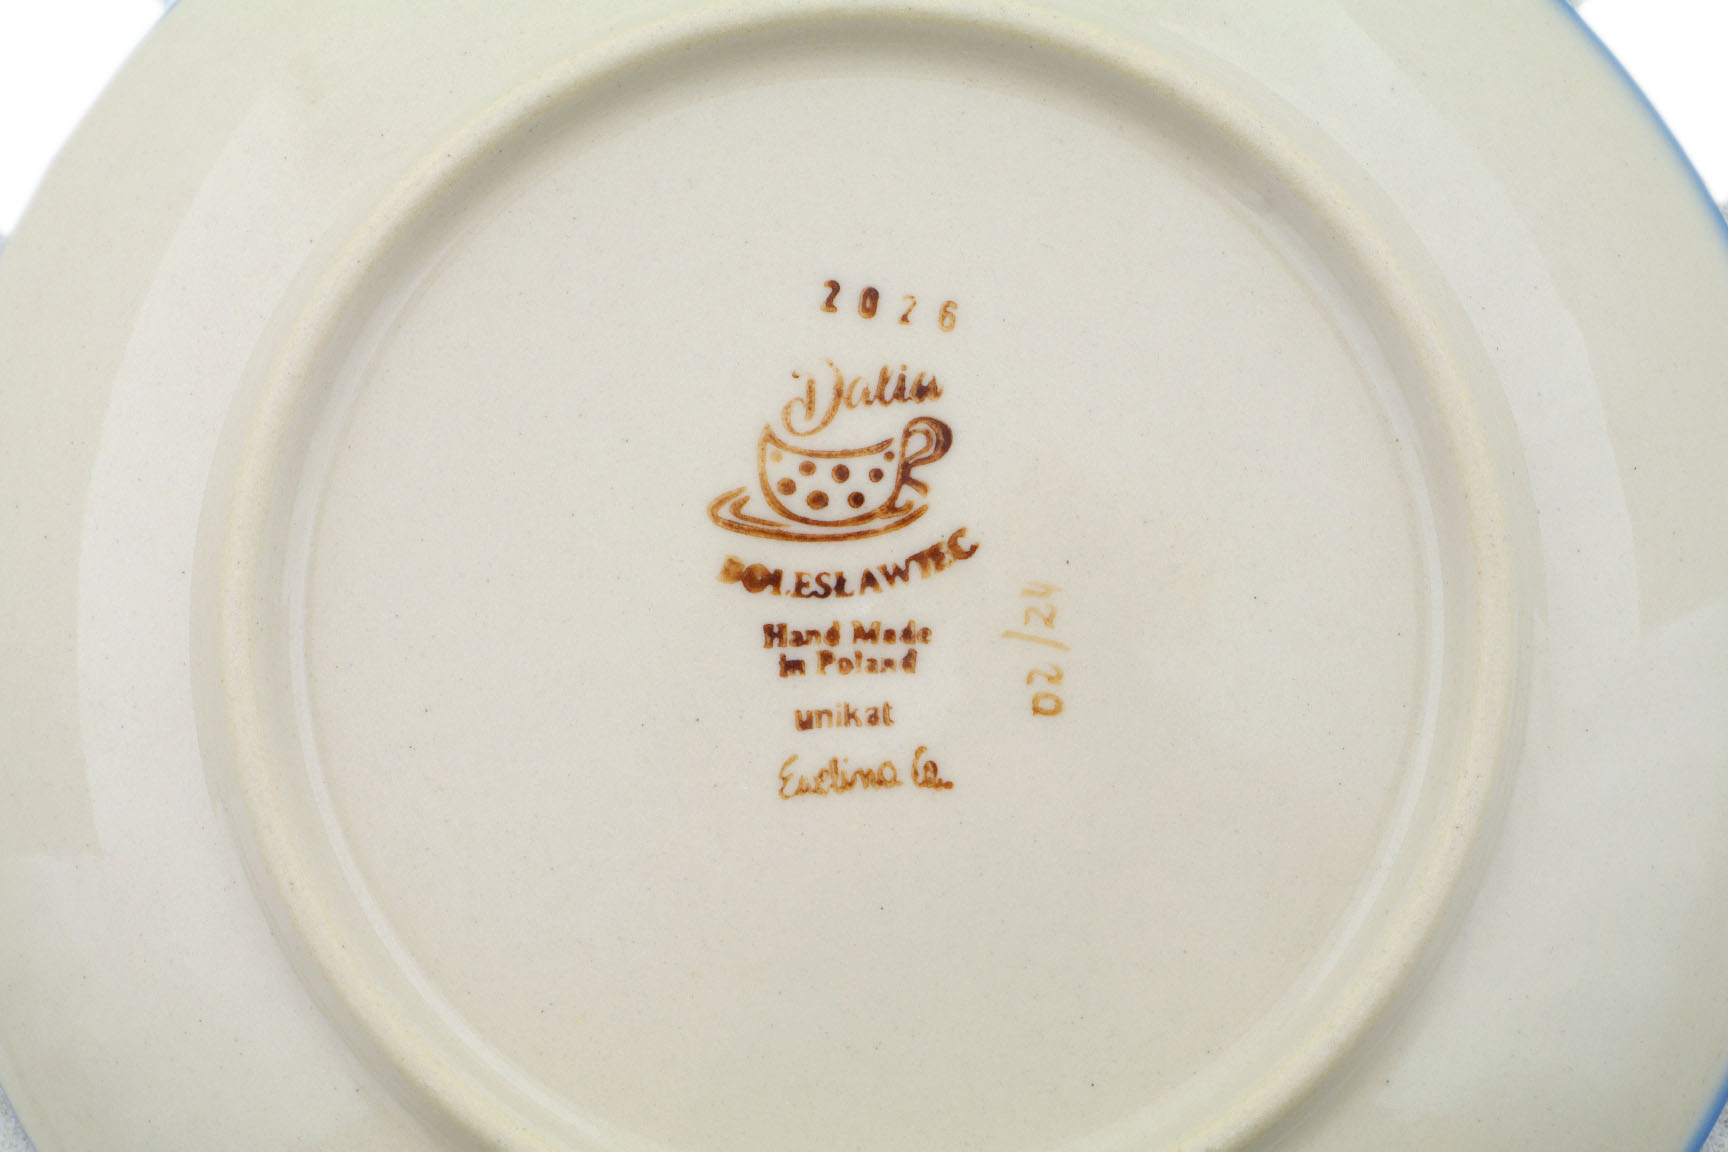 2026
Dalia
BOLESŁAWIEC
Hand Made
in Poland
unikat
Ewelina Ca.
02/24